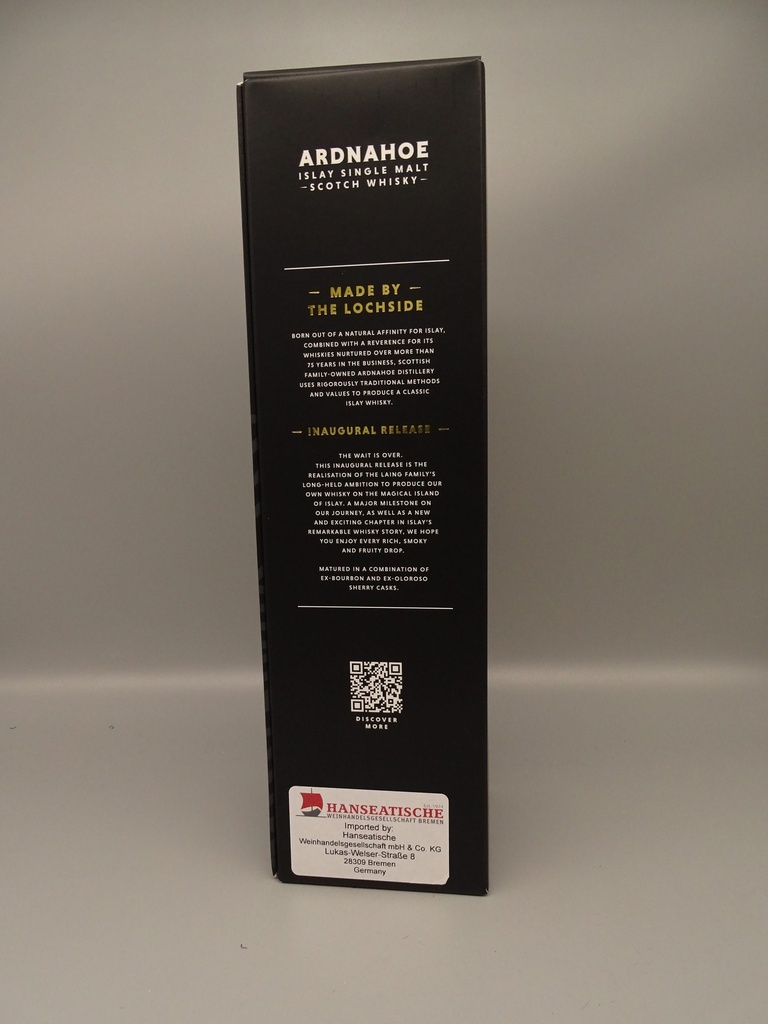 ARDNAHOE
ISLAY SINGLE MALT
– SCOTCH WHISKY –
– MADE BY –
THE LOCHSIDE
BORN OUT OF A NATURAL AFFINITY FOR ISLAY,
COMBINED WITH A REVERENCE FOR ITS
WHISKIES NURTURED OVER MORE THAN
75 YEARS IN THE BUSINESS, SCOTTISH
FAMILY-OWNED ARDNAHOE DISTILLERY
USES RIGOROUSLY TRADITIONAL METHODS
AND VALUES TO PRODUCE A CLASSIC
ISLAY WHISKY.
– INAUGURAL RELEASE –
THE WAIT IS OVER.
THIS INAUGURAL RELEASE IS THE
REALISATION OF THE LAING FAMILY'S
LONG-HELD AMBITION TO PRODUCE OUR
OWN WHISKY ON THE MAGICAL ISLAND
OF ISLAY. A MAJOR MILESTONE ON
OUR JOURNEY, AS WELL AS A NEW
AND EXCITING CHAPTER IN ISLAY'S
REMARKABLE WHISKY STORY, WE HOPE
YOU ENJOY EVERY RICH, SMOKY
AND FRUITY DROP.
MATURED IN A COMBINATION OF
EX-BOURBON AND EX-OLOROSO
SHERRY CASKS.
DISCOVER
MORE
Est. 1974
HANSEATISCHE
WEINHANDELSGESELLSCHAFT BREMEN
Imported by:
Hanseatische
Weinhandelsgesellschaft mbH & Co. KG
Lukas-Welser-Straße 8
28309 Bremen
Germany